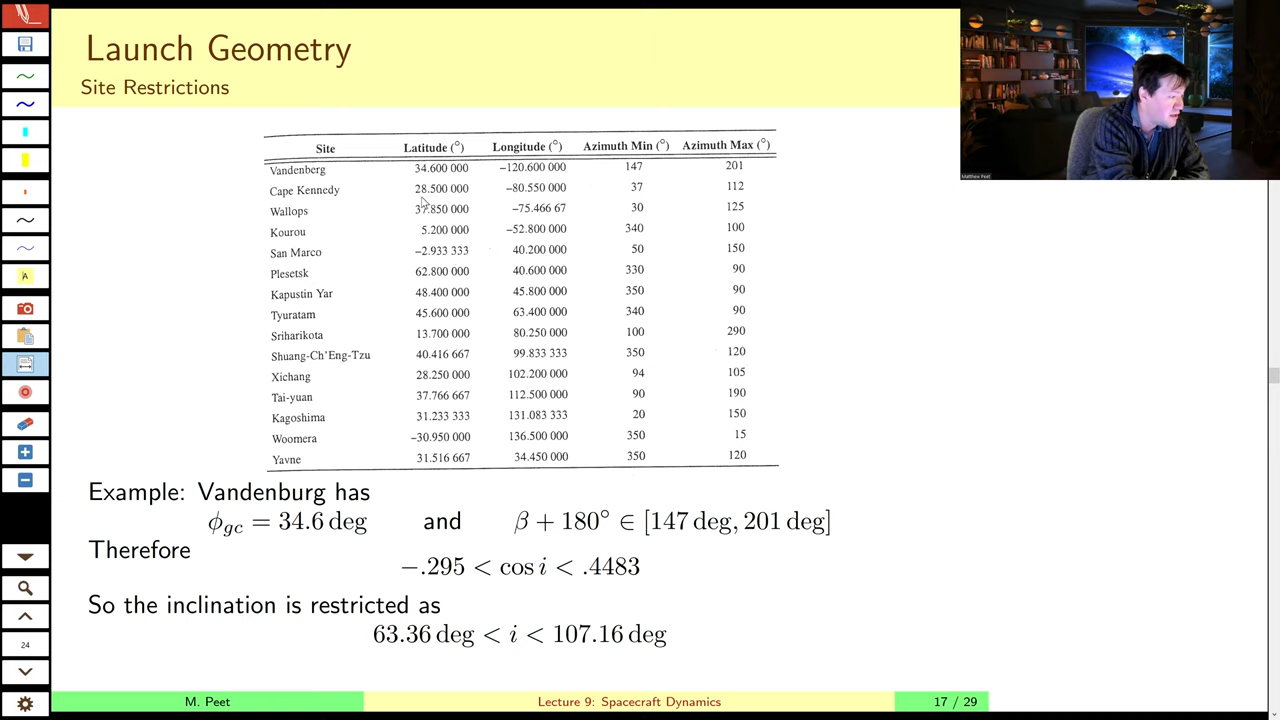 Launch Geometry
Site Restrictions
Site Latitude (°) Longitude (°) Azimuth Min (°) Azimuth Max (°)
Vandenberg 34.600 000 −120.600 000 147 201
Cape Kennedy 28.500 000 −80.550 000 37 112
Wallops 37.850 000 −75.466 67 30 125
Kourou 5.200 000 −52.800 000 340 100
San Marco −2.933 333 40.200 000 50 150
Plesetsk 62.800 000 40.600 000 330 90
Kapustin Yar 48.400 000 45.800 000 350 90
Tyuratam 45.600 000 63.400 000 340 90
Sriharikota 13.700 000 80.250 000 100 290
Shuang-Ch'Eng-Tzu 40.416 667 99.833 333 350 120
Xichang 28.250 000 102.200 000 94 105
Tai-yuan 37.766 667 112.500 000 90 190
Kagoshima 31.233 333 131.083 333 20 150
Woomera −30.950 000 136.500 000 350 15
Yavne 31.516 667 34.450 000 350 120
Example: Vandenburg has
ϕgc = 34.6 deg and β + 180° ∈ [147 deg, 201 deg]
Therefore
−.295 < cos i < .4483
So the inclination is restricted as
63.36 deg < i < 107.16 deg
M. Peet Lecture 9: Spacecraft Dynamics 17 / 29
Matthew Peet
A
24